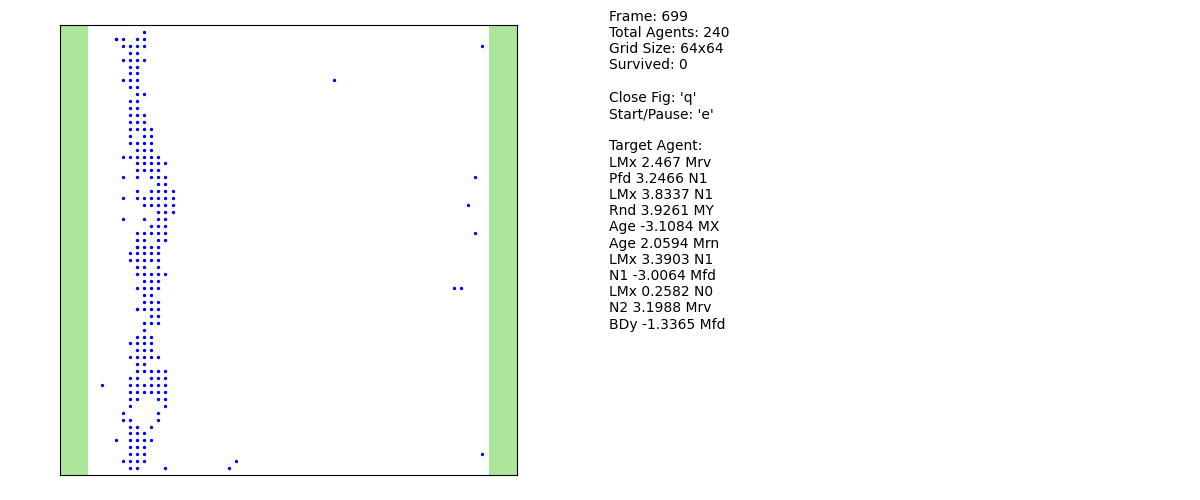 Frame: 699
Total Agents: 240
Grid Size: 64x64
Survived: 0
Close Fig: 'q'
Start/Pause: 'e'
Target Agent:
LMx 2.467 Mrv
Pfd 3.2466 N1
LMx 3.8337 N1
Rnd 3.9261 MY
Age -3.1084 MX
Age 2.0594 Mrn
LMx 3.3903 N1
N1 -3.0064 Mfd
LMx 0.2582 N0
N2 3.1988 Mrv
BDy -1.3365 Mfd